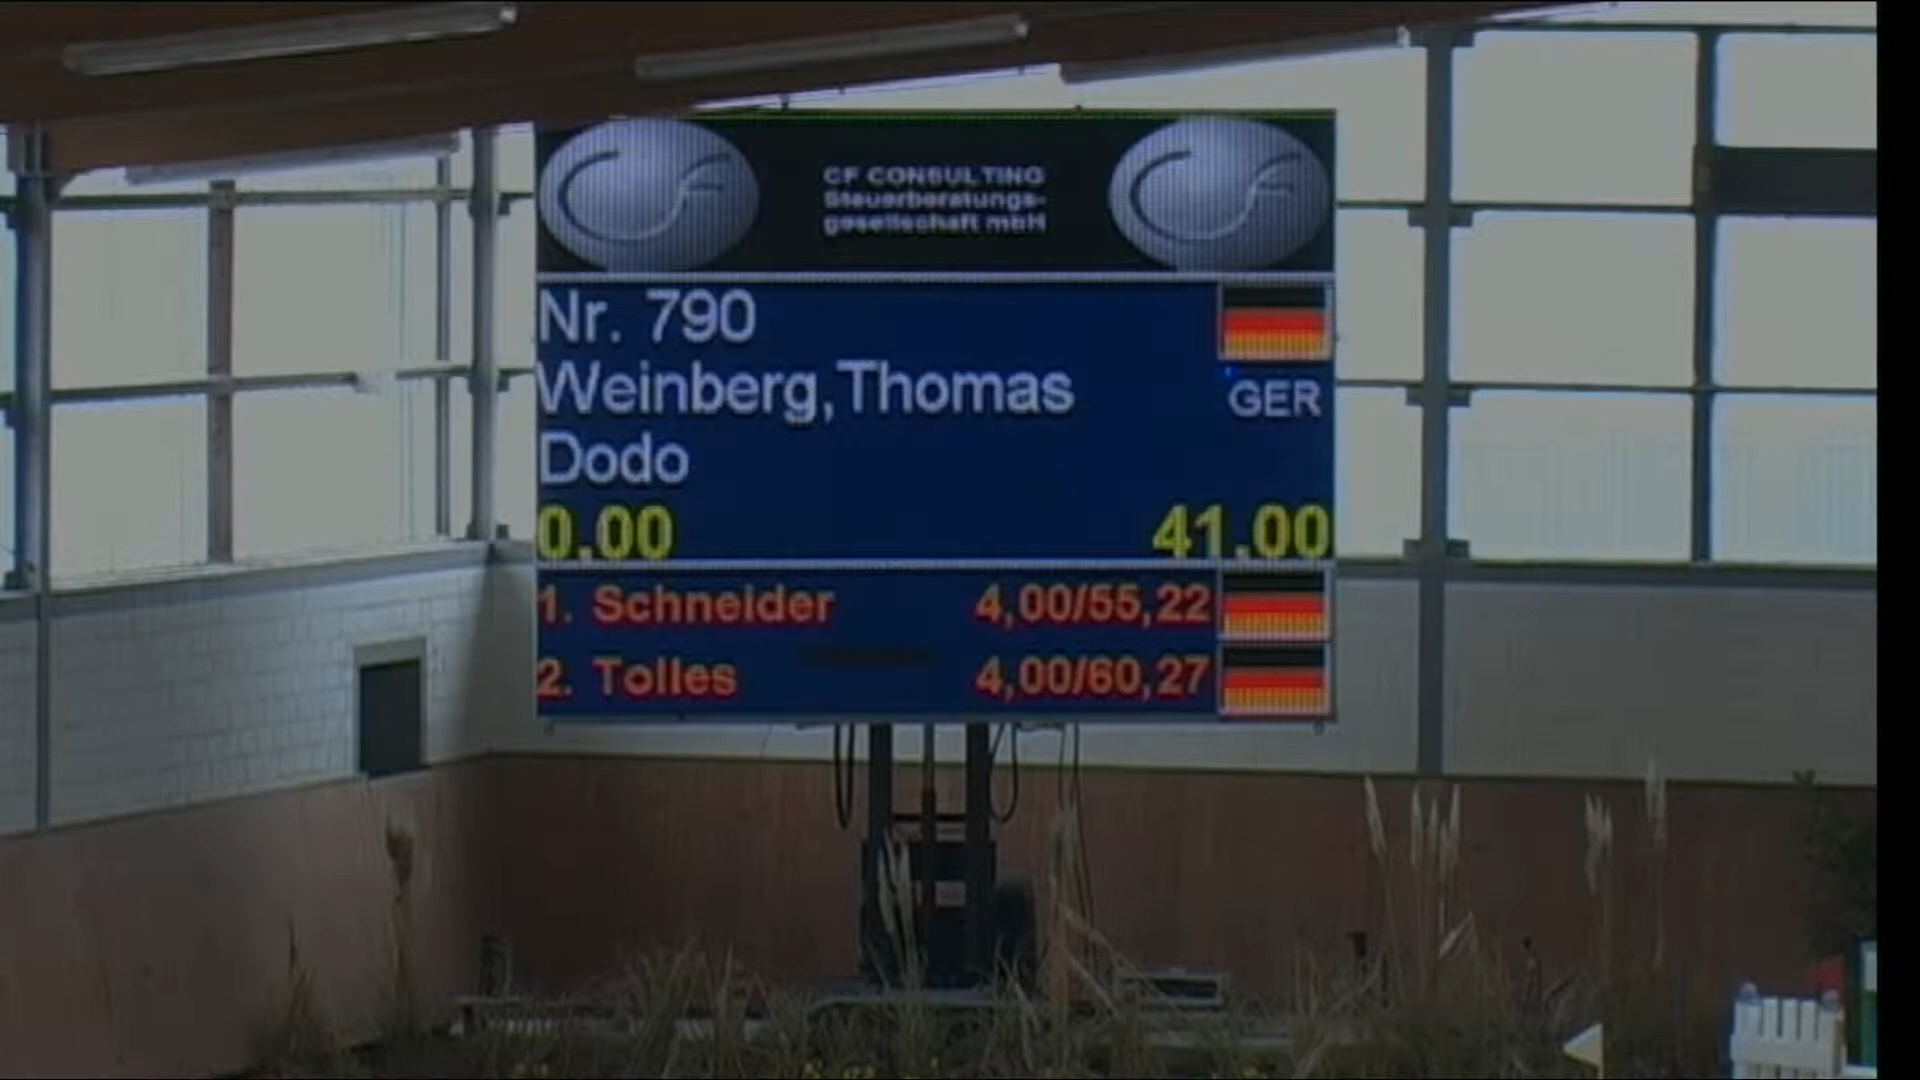 CF CONSULTING
Steuerberatungs-
gesellschaft mbH
Nr. 790
Weinberg,Thomas
GER
Dodo
0.00 41.00
1. Schneider 4,00/55,22
2. Tolles 4,00/60,27